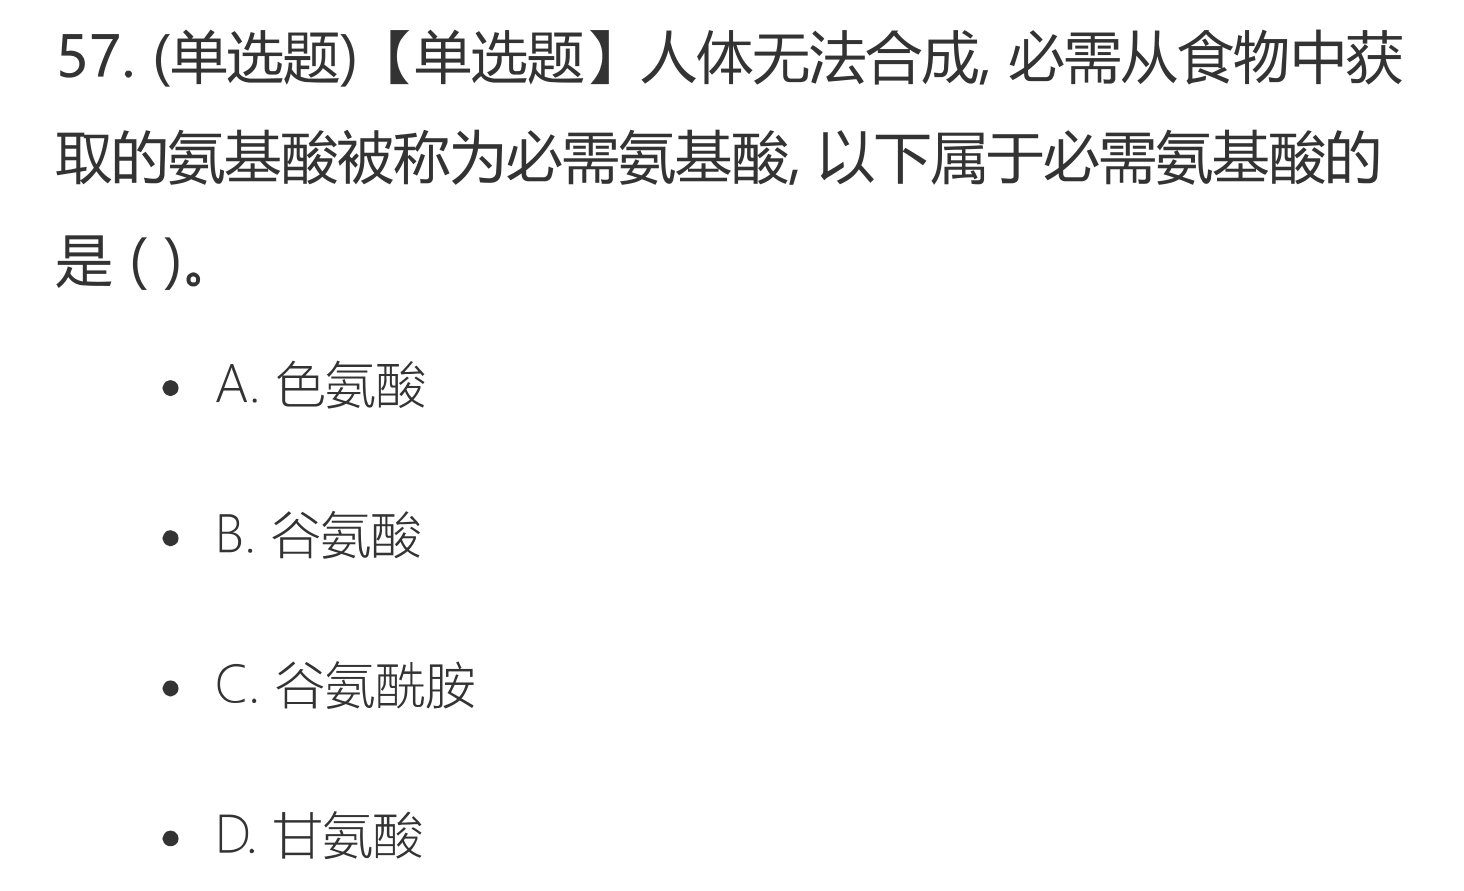 57. (单选题)【单选题】人体无法合成, 必需从食物中获
取的氨基酸被称为必需氨基酸, 以下属于必需氨基酸的
是 ( )。
• A. 色氨酸
• B. 谷氨酸
• C. 谷氨酰胺
• D. 甘氨酸